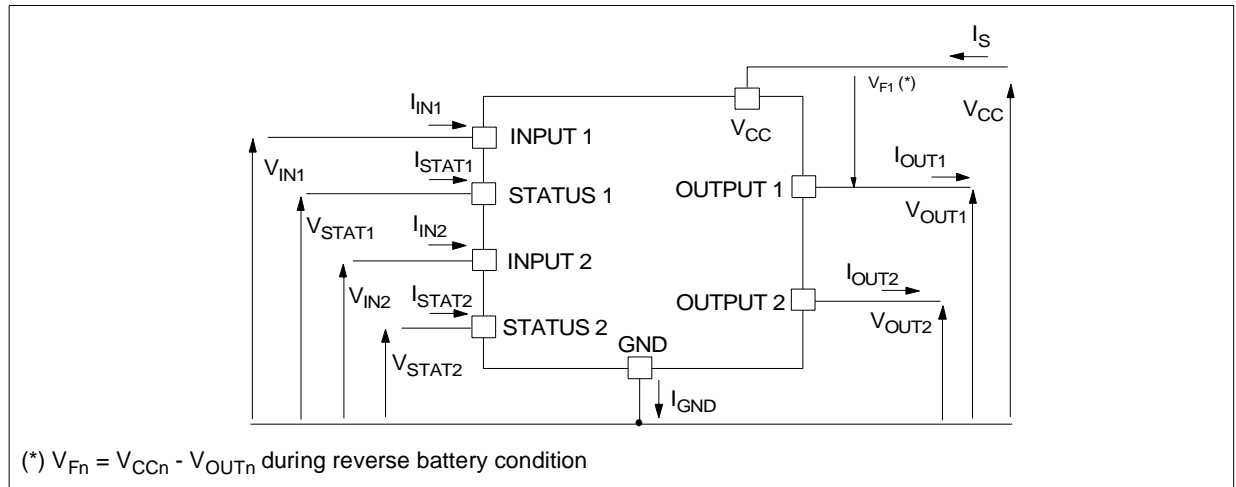 I_S
V_F1 (*)
V_CC
V_CC
I_IN1
INPUT 1
V_IN1
I_STAT1
STATUS 1
V_STAT1
I_IN2
INPUT 2
V_IN2
I_STAT2
STATUS 2
V_STAT2
OUTPUT 1
I_OUT1
V_OUT1
OUTPUT 2
I_OUT2
V_OUT2
GND
I_GND
(*) V_Fn = V_CCn - V_OUTn during reverse battery condition